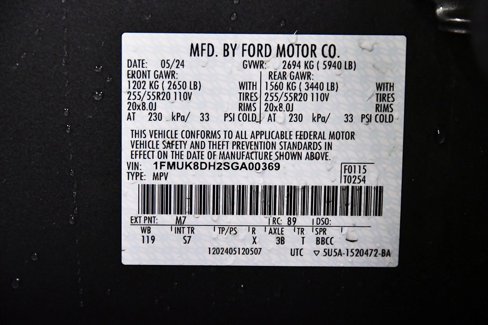 MFD. BY FORD MOTOR CO.
DATE: 05/24 GVWR: 2694 KG ( 5940 LB)
FRONT GAWR: REAR GAWR:
1202 KG ( 2650 LB) WITH 1560 KG ( 3440 LB) WITH
255/55R20 110V TIRES 255/55R20 110V TIRES
20x8.0J RIMS 20x8.0J RIMS
AT 230 kPa/ 33 PSI COLD AT 230 kPa/ 33 PSI COLD
THIS VEHICLE CONFORMS TO ALL APPLICABLE FEDERAL MOTOR
VEHICLE SAFETY AND THEFT PREVENTION STANDARDS IN
EFFECT ON THE DATE OF MANUFACTURE SHOWN ABOVE.
VIN: 1FMUK8DH2SGA00369 F0115
TYPE: MPV T0254
EXT PNT: M7 RC: 89 DSO:
WB INT TR TP/PS R AXLE TR SPR
119 S7 X 3B T BBCC
1202405120507 UTC ▽ 5U5A-1520472-BA